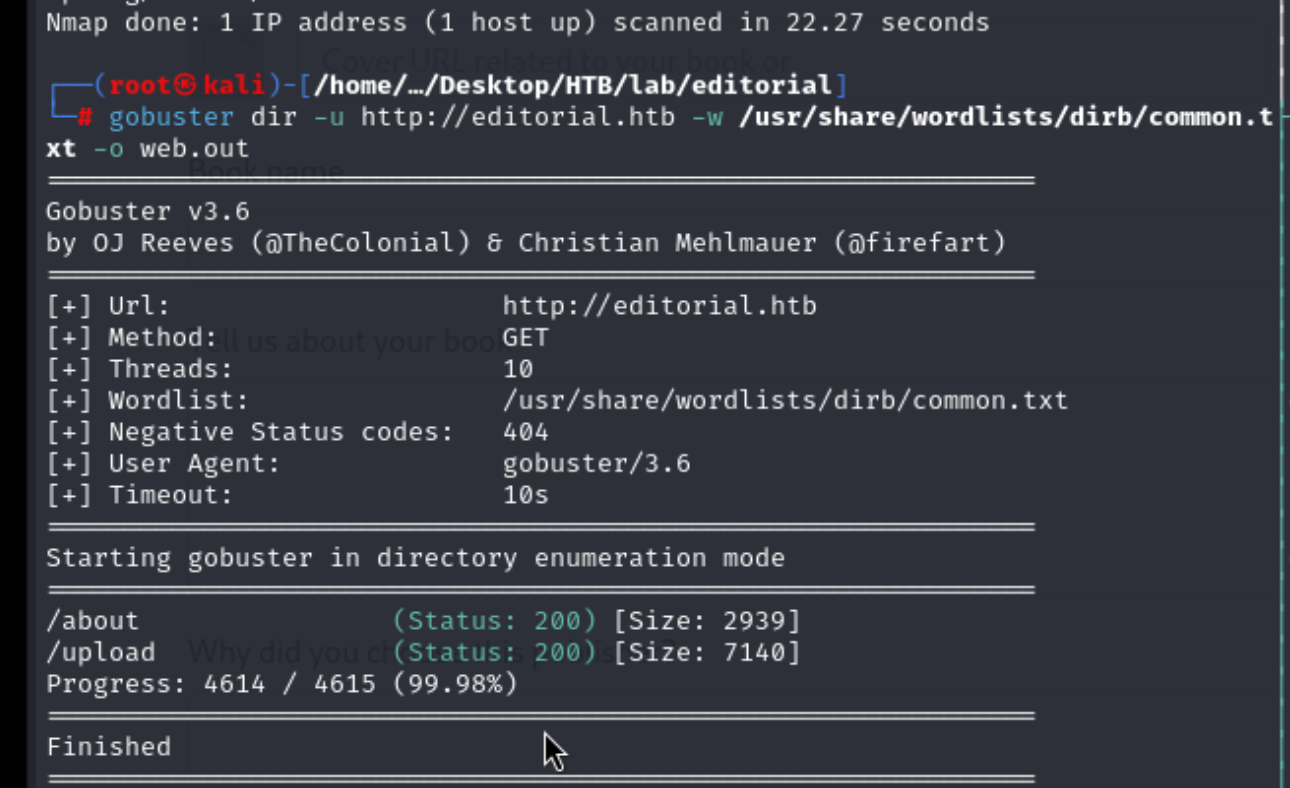 Nmap done: 1 IP address (1 host up) scanned in 22.27 seconds
Cover URL related to your book or
┌──(root㉿kali)-[/home/…/Desktop/HTB/lab/editorial]
└─# gobuster dir -u http://editorial.htb -w /usr/share/wordlists/dirb/common.t
xt -o web.out
Book name
===============================================================
Gobuster v3.6
by OJ Reeves (@TheColonial) & Christian Mehlmauer (@firefart)
===============================================================
[+] Url:                     http://editorial.htb
[+] Method:                  GET
Tell us about your book
[+] Threads:                 10
[+] Wordlist:                /usr/share/wordlists/dirb/common.txt
[+] Negative Status codes:   404
[+] User Agent:              gobuster/3.6
[+] Timeout:                 10s
===============================================================
Starting gobuster in directory enumeration mode
===============================================================
/about                (Status: 200) [Size: 2939]
/upload               (Status: 200) [Size: 7140]
Why did you
Progress: 4614 / 4615 (99.98%)
===============================================================
Finished
===============================================================